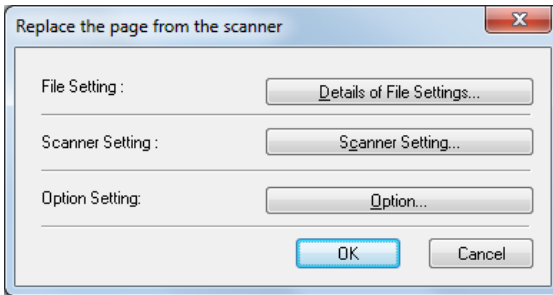 Replace the page from the scanner
File Setting :
Details of File Settings...
Scanner Setting :
Scanner Setting...
Option Setting:
Option...
OK
Cancel